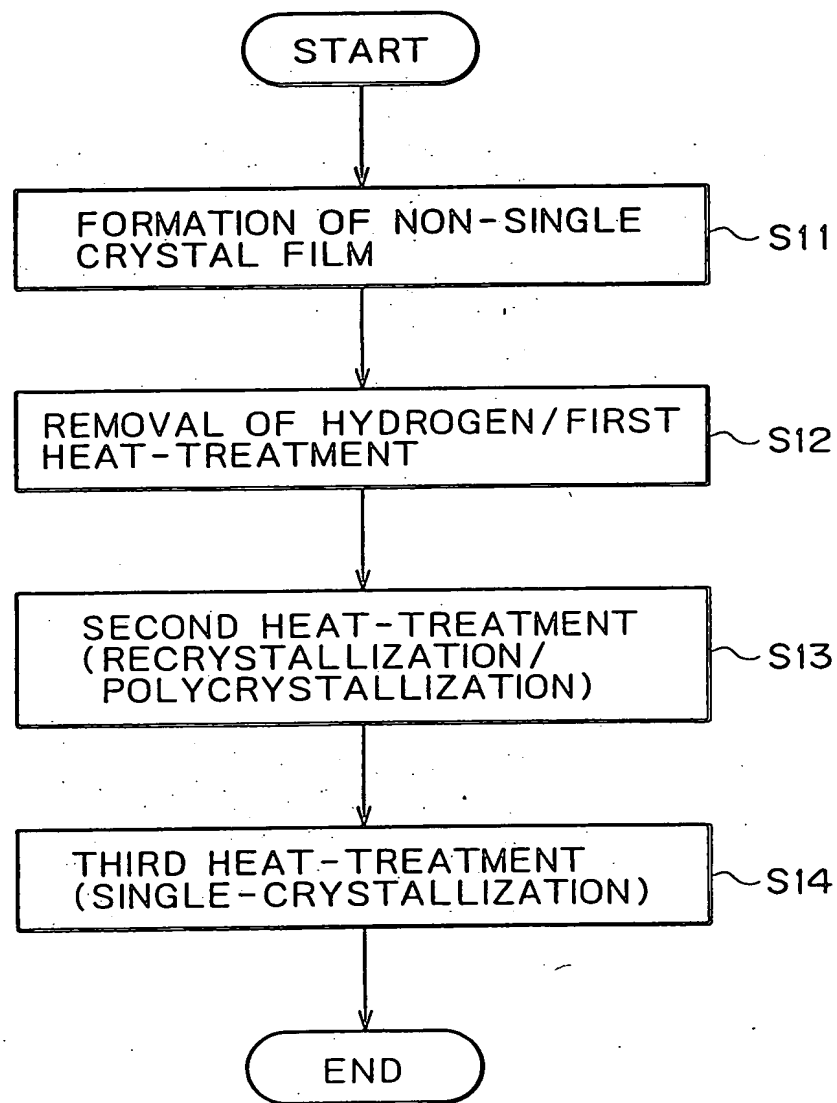 START
FORMATION OF NON-SINGLE
CRYSTAL FILM
S11
REMOVAL OF HYDROGEN/FIRST
HEAT-TREATMENT
S12
SECOND HEAT-TREATMENT
(RECRYSTALLIZATION/
POLYCRYSTALLIZATION)
S13
THIRD HEAT-TREATMENT
(SINGLE-CRYSTALLIZATION)
S14
END